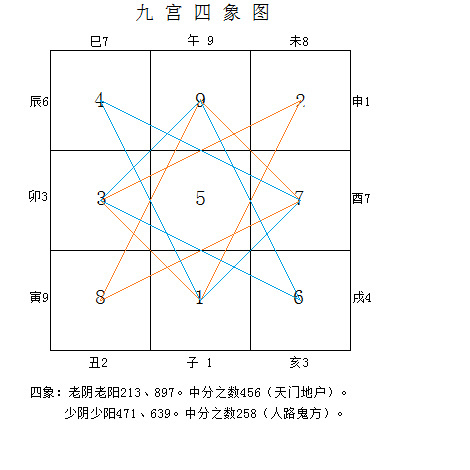 九宫四象图
巳7 午 9 未8
辰6 4 9 2 申1
卯3 3 5 7 酉7
寅9 8 1 6 戌4
丑2 子 1 亥3
四象：老阴老阳213、897。中分之数456（天门地户）。
少阴少阳471、639。中分之数258（人路鬼方）。